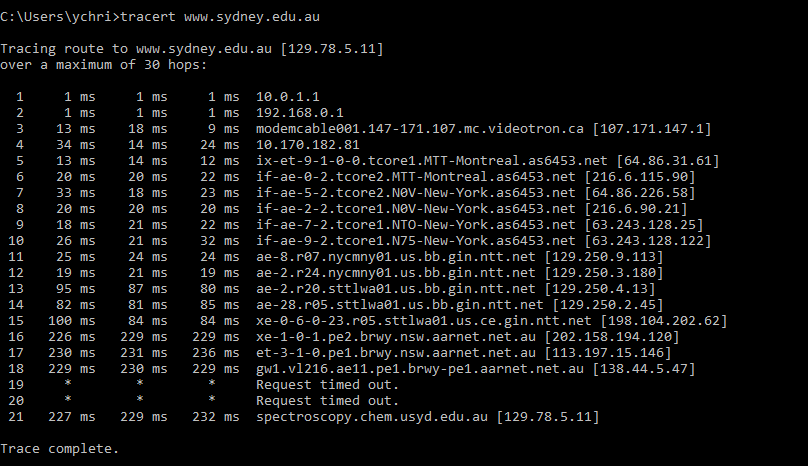 C:\Users\ychri>tracert www.sydney.edu.au
Tracing route to www.sydney.edu.au [129.78.5.11]
over a maximum of 30 hops:
1 1 ms 1 ms 1 ms 10.0.1.1
2 1 ms 1 ms 1 ms 192.168.0.1
3 13 ms 18 ms 9 ms modemcable001.147-171-107.mc.videotron.ca [107.171.147.1]
4 34 ms 14 ms 24 ms 10.170.182.81
5 13 ms 14 ms 12 ms ix-et-9-1-0-0.tcore1.MTT-Montreal.as6453.net [64.86.31.61]
6 20 ms 20 ms 22 ms if-ae-0-2.tcore2.MTT-Montreal.as6453.net [216.6.115.90]
7 33 ms 18 ms 23 ms if-ae-5-2.tcore2.N0V-New-York.as6453.net [64.86.226.58]
8 20 ms 20 ms 20 ms if-ae-2-2.tcore1.N0V-New-York.as6453.net [216.6.90.21]
9 18 ms 21 ms 22 ms if-ae-7-2.tcore1.NTO-New-York.as6453.net [63.243.128.25]
10 26 ms 21 ms 32 ms if-ae-9-2.tcore1.N75-New-York.as6453.net [63.243.128.122]
11 25 ms 24 ms 24 ms ae-8.r07.nycmny01.us.bb.gin.ntt.net [129.250.9.113]
12 19 ms 21 ms 19 ms ae-2.r24.nycmny01.us.bb.gin.ntt.net [129.250.3.180]
13 95 ms 87 ms 80 ms ae-2.r20.sttlwa01.us.bb.gin.ntt.net [129.250.4.13]
14 82 ms 81 ms 85 ms ae-28.r05.sttlwa01.us.bb.gin.ntt.net [129.250.2.45]
15 100 ms 84 ms 84 ms xe-0-6-0-23.r05.sttlwa01.us.ce.gin.ntt.net [198.104.202.62]
16 226 ms 229 ms 229 ms xe-1-0-1.pe2.brwy.nsw.aarnet.net.au [202.158.194.120]
17 230 ms 231 ms 236 ms et-3-1-0.pe1.brwy.nsw.aarnet.net.au [113.197.15.146]
18 229 ms 230 ms 229 ms gw1.vl216.ae11.pe1.brwy-pe1.aarnet.net.au [138.44.5.47]
19 * * * Request timed out.
20 * * * Request timed out.
21 227 ms 229 ms 232 ms spectroscopy.chem.usyd.edu.au [129.78.5.11]
Trace complete.